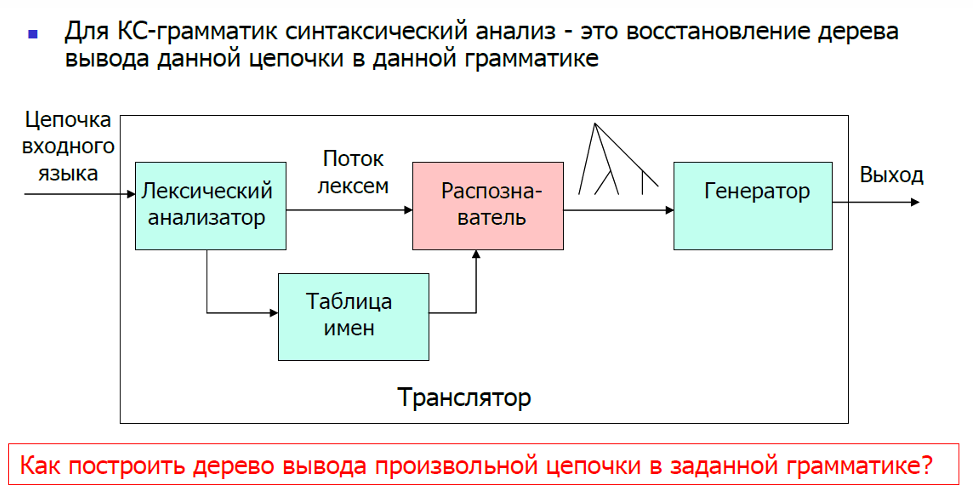 Для КС-грамматик синтаксический анализ - это восстановление дерева
вывода данной цепочки в данной грамматике
Цепочка
входного
языка
Лексический
анализатор
Поток
лексем
Распозна-
ватель
Генератор
Выход
Таблица
имен
Транслятор
Как построить дерево вывода произвольной цепочки в заданной грамматике?